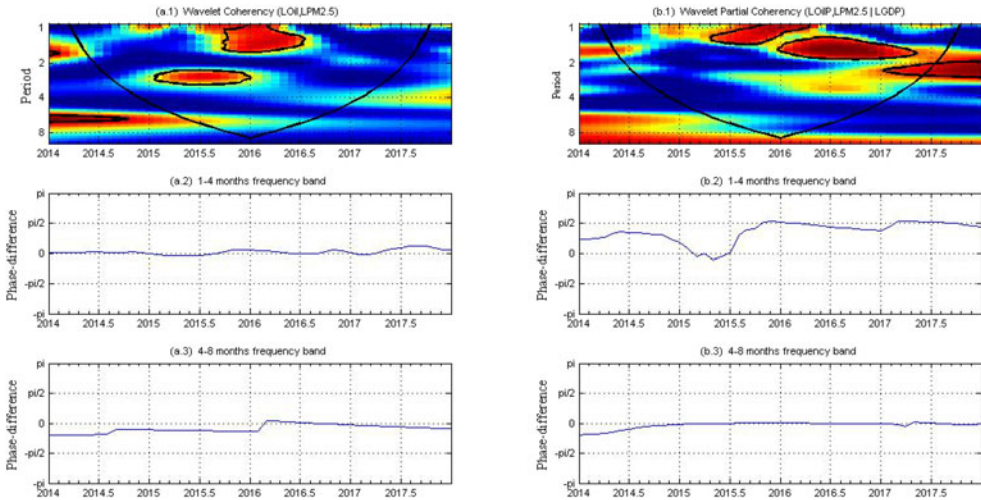 (a.1) Wavelet Coherency (LOil,LPM2.5)
Period
1
2
4
8
2014 2014.5 2015 2015.5 2016 2016.5 2017 2017.5
(a.2) 1-4 months frequency band
Phase-difference
pi
pi/2
0
-pi/2
-pi
2014 2014.5 2015 2015.5 2016 2016.5 2017 2017.5
(a.3) 4-8 months frequency band
Phase-difference
pi
pi/2
0
-pi/2
-pi
2014 2014.5 2015 2015.5 2016 2016.5 2017 2017.5
(b.1) Wavelet Partial Coherency (LOilP,LPM2.5 | LGDP)
Period
1
2
4
8
2014 2014.5 2015 2015.5 2016 2016.5 2017 2017.5
(b.2) 1-4 months frequency band
Phase-difference
pi
pi/2
0
-pi/2
-pi
2014 2014.5 2015 2015.5 2016 2016.5 2017 2017.5
(b.3) 4-8 months frequency band
Phase-difference
pi
pi/2
0
-pi/2
-pi
2014 2014.5 2015 2015.5 2016 2016.5 2017 2017.5